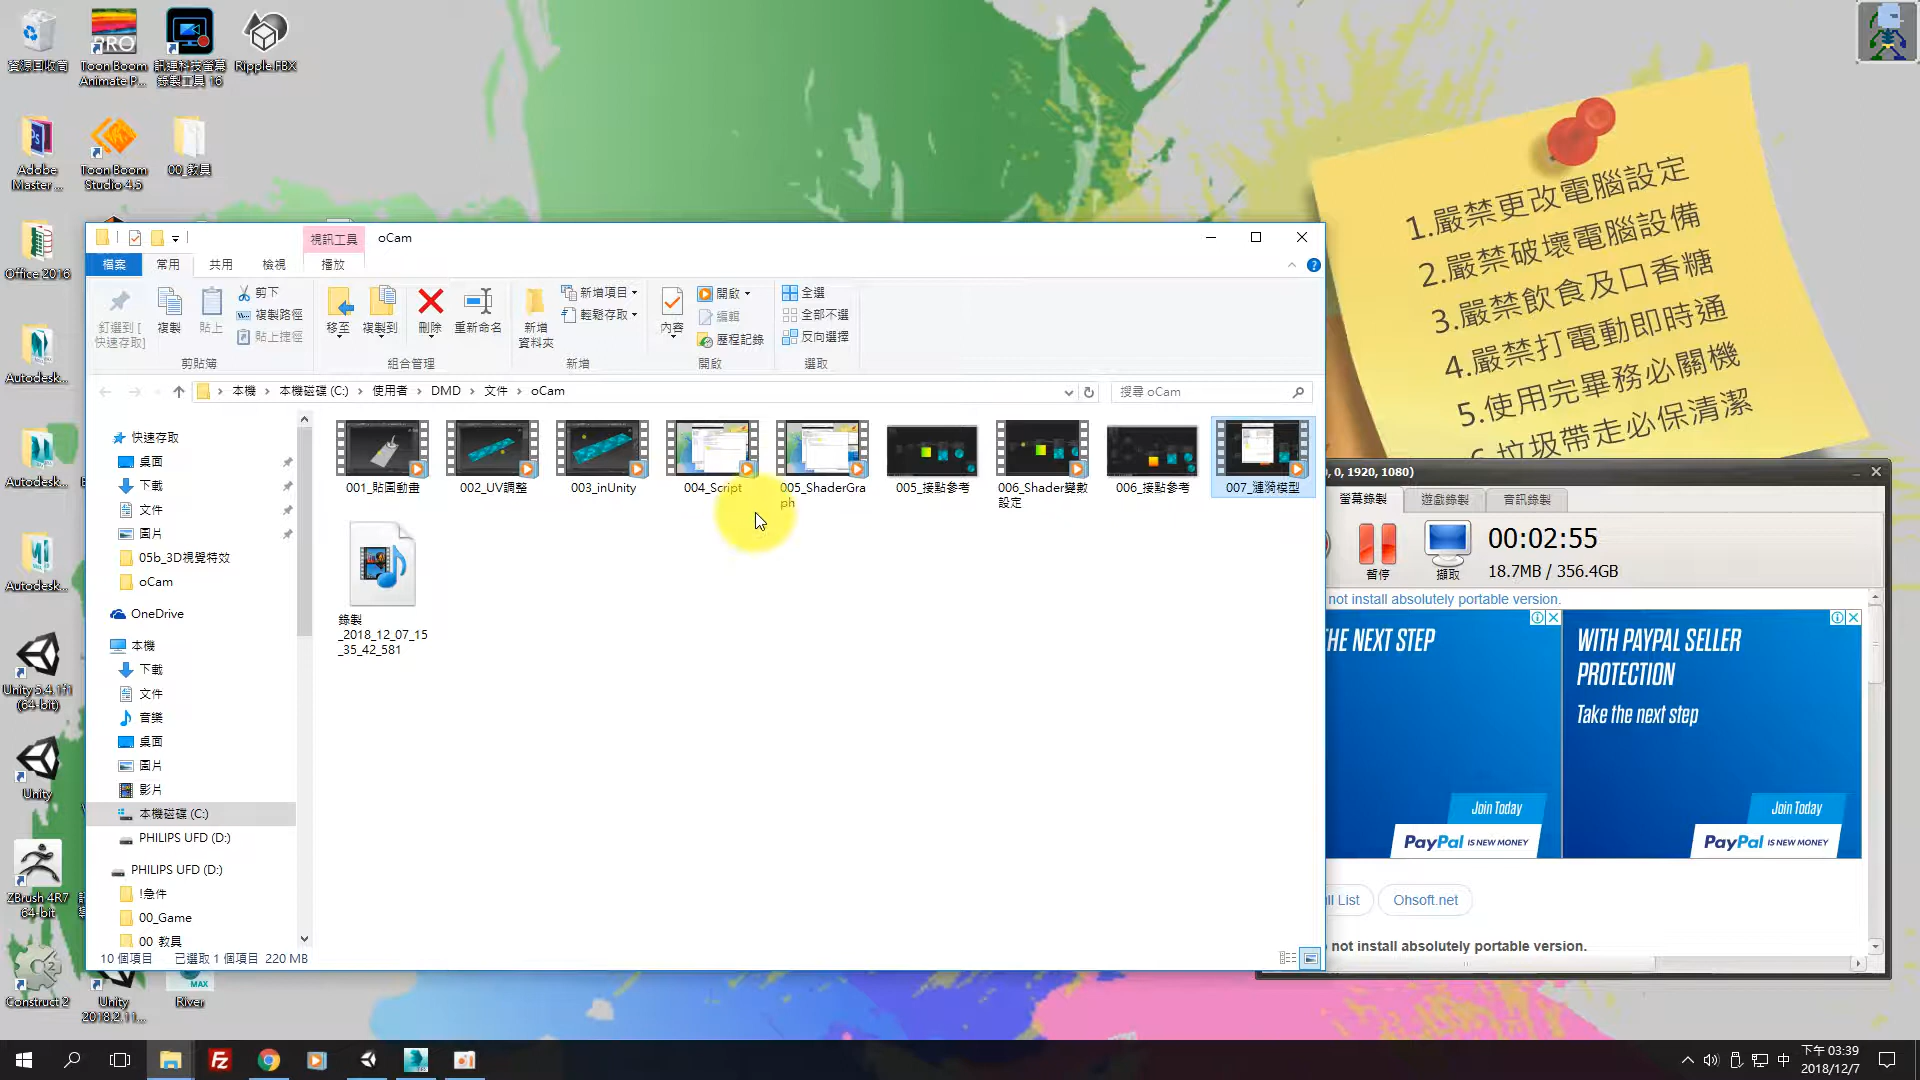 資源回收筒
Toon Boom
Animate P...
訊連科技螢幕
錄製工具 16
Ripple.FBX
Adobe
Master ...
Toon Boom
Studio 4.5
00_教具
Office 2016
Autodesk...
Autodesk...
Autodesk...
Unity 5.4.1f1
(64-bit)
Unity
ZBrush 4R7
64-bit
Construct 2
Unity
2018.2.11...
River
1.嚴禁更改電腦設定
2.嚴禁破壞電腦設備
3.嚴禁飲食及口香糖
4.嚴禁打電動即時通
5.使用完畢務必關機
6.垃圾帶走必保清潔
視訊工具
oCam
檔案
常用
共用
檢視
播放
釘選到 [
快速存取]
複製
貼上
剪下
複製路徑
貼上捷徑
剪貼簿
移至
複製到
刪除
重新命名
組合管理
新增
資料夾
新增項目
輕鬆存取
新增
內容
開啟
編輯
歷程記錄
開啟
全選
全部不選
反向選擇
選取
本機 › 本機磁碟 (C:) › 使用者 › DMD › 文件 › oCam
搜尋 oCam
快速存取
桌面
下載
文件
圖片
05b_3D視覺特效
oCam
OneDrive
本機
下載
文件
音樂
桌面
圖片
影片
本機磁碟 (C:)
PHILIPS UFD (D:)
PHILIPS UFD (D:)
!急件
00_Game
00 教具
001_貼圖動畫
002_UV調整
003_inUnity
004_Script
005_ShaderGra
ph
005_接點參考
006_Shader變數
設定
006_接點參考
007_漣漪模型
錄製
_2018_12_07_15
_35_42_581
10 個項目
已選取 1 個項目 220 MB
0, 1920, 1080)
螢幕錄製
遊戲錄製
音訊錄製
暫停
擷取
00:02:55
18.7MB / 356.4GB
not install absolutely portable version.
HE NEXT STEP
Join Today
PayPal IS NEW MONEY
WITH PAYPAL SELLER
PROTECTION
Take the next step
Join Today
PayPal IS NEW MONEY
ll List
Ohsoft.net
not install absolutely portable version.
中
下午 03:39
2018/12/7